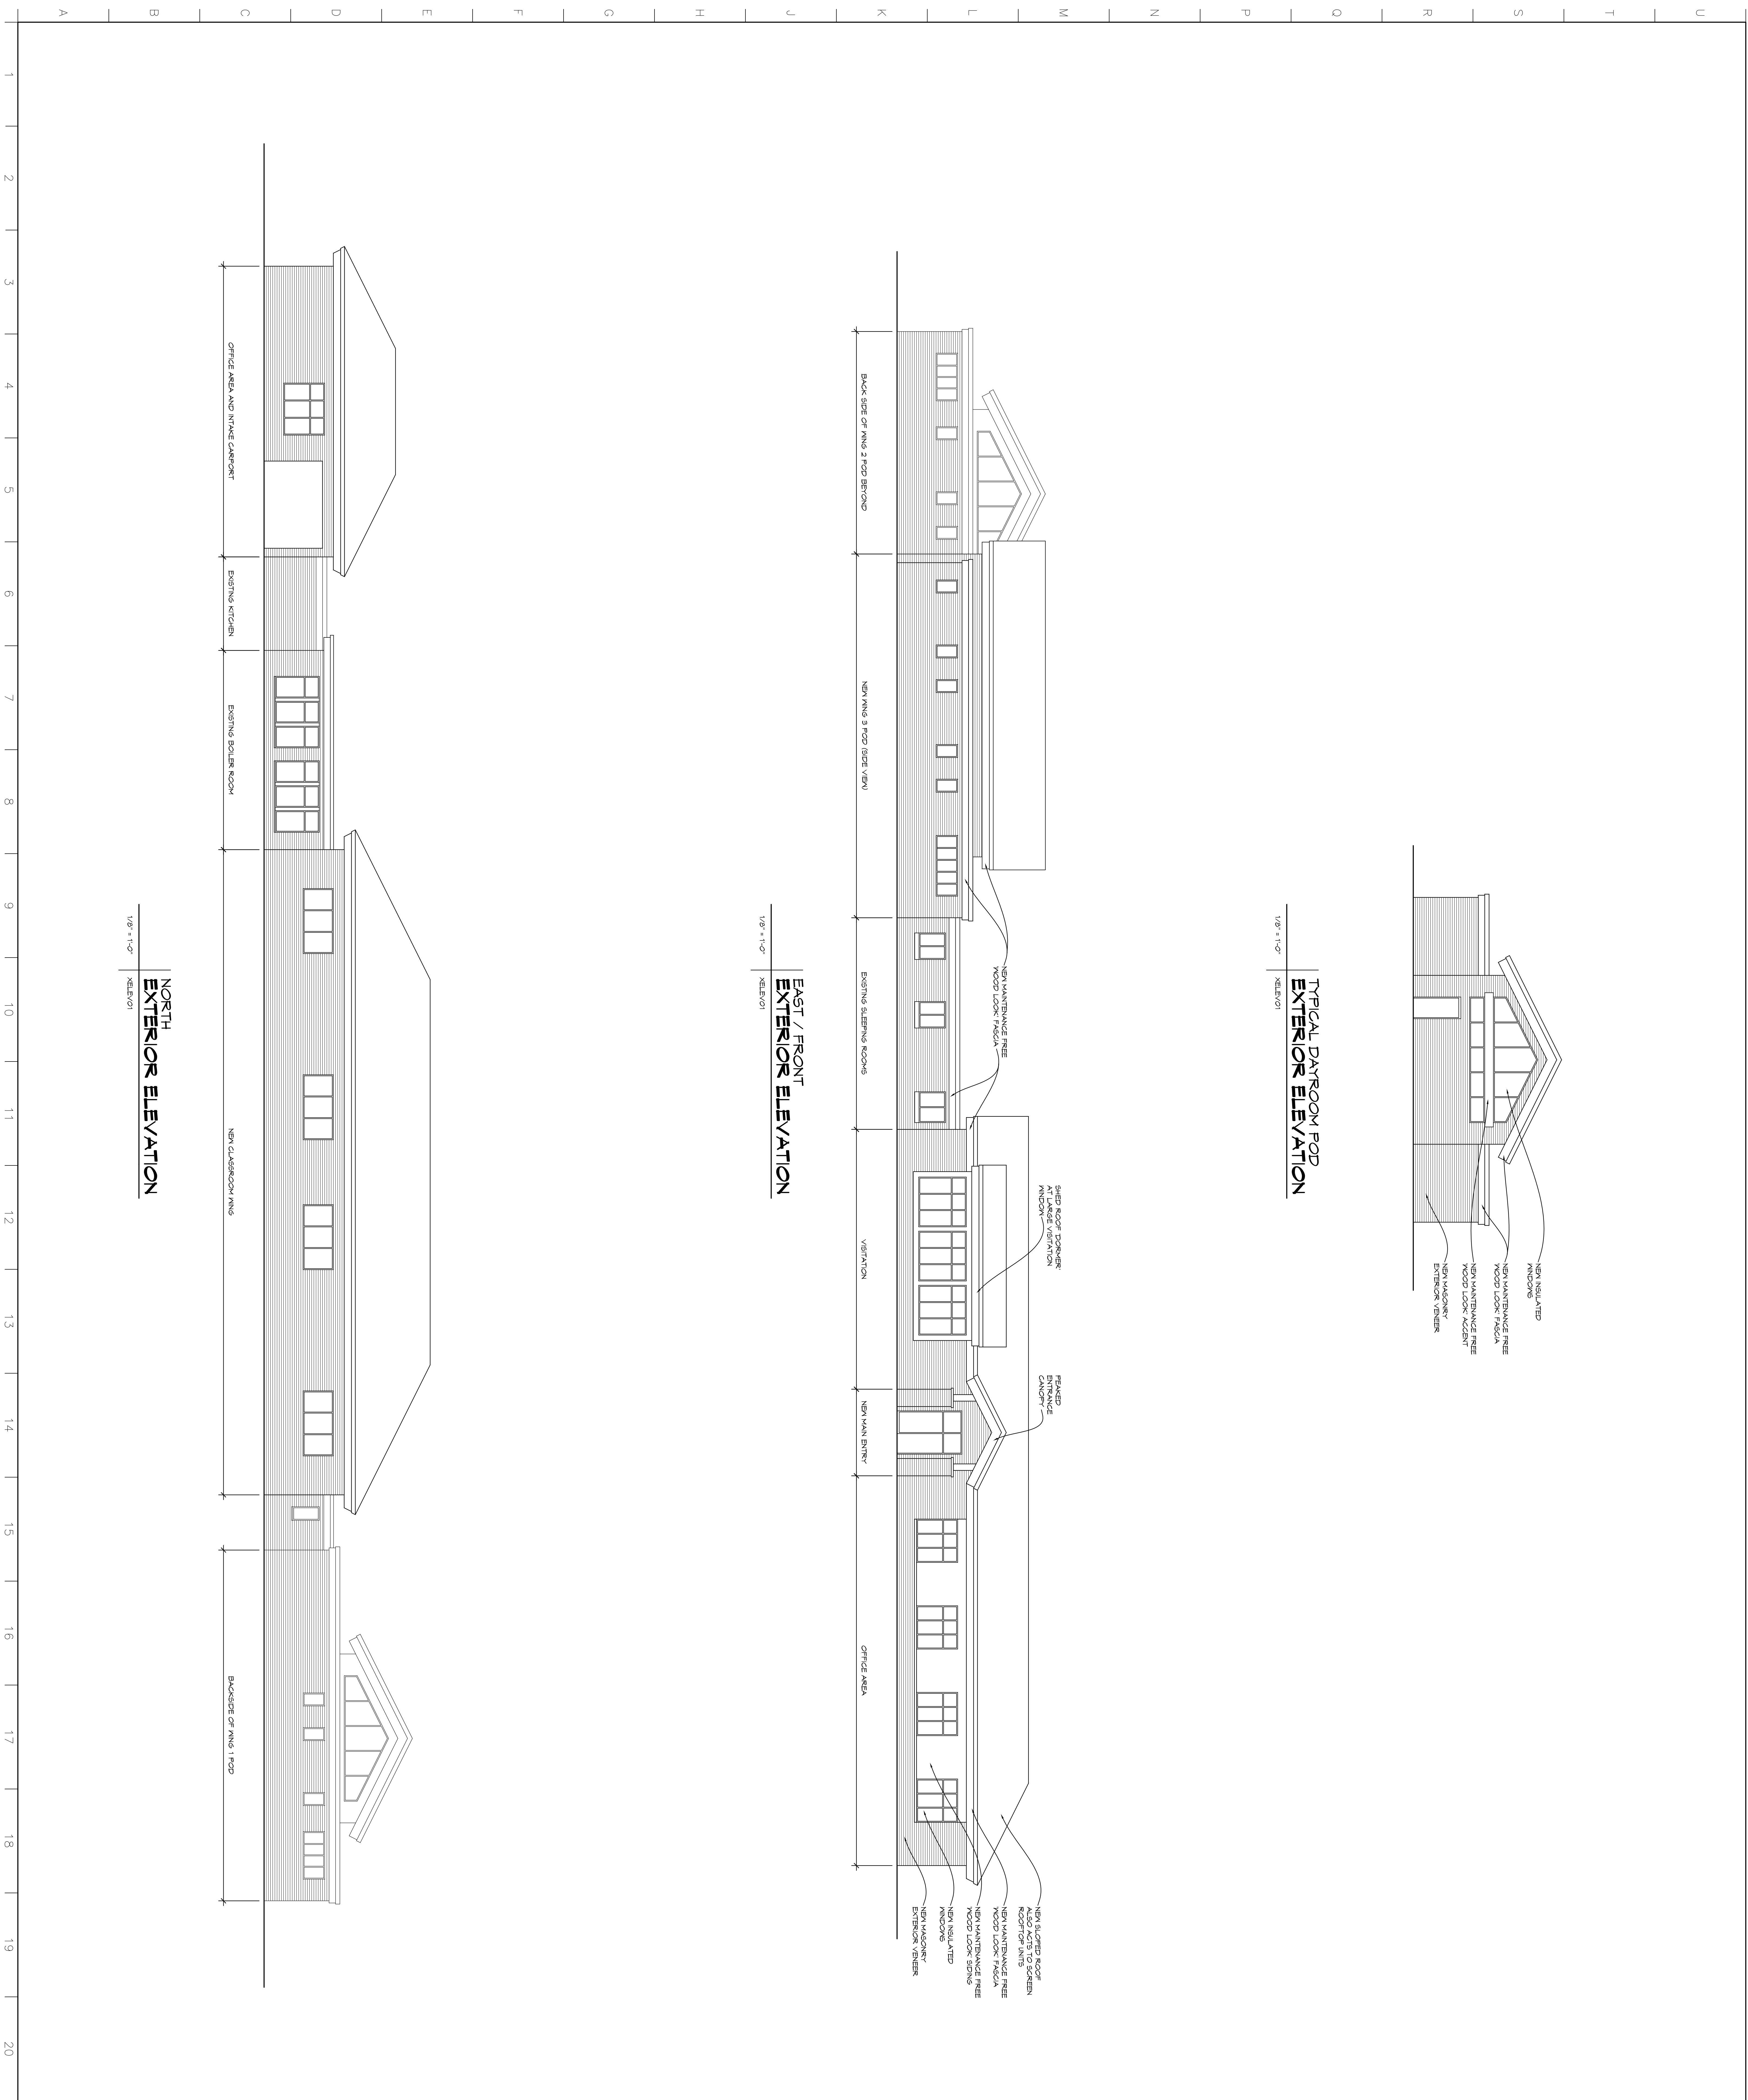 U
T
S
R
Q
P
N
M
L
K
J
H
G
F
E
D
C
B
A
NEW INSULATED
WINDOWS
NEW MAINTENANCE FREE
'WOOD LOOK' FASCIA
NEW MAINTENANCE FREE
'WOOD LOOK' ACCENT
NEW MASONRY
EXTERIOR VENEER
TYPICAL DAYROOM POD
EXTERIOR ELEVATION
1/8" = 1'-0"
XELEV01
SHED ROOF 'DORMER'
AT LARGE VISITATION
WINDOW
PEAKED
ENTRANCE
CANOPY
NEW MAINTENANCE FREE
'WOOD LOOK' FASCIA
NEW SLOPED ROOF
ALSO ACTS TO SCREEN
ROOFTOP UNITS
NEW MAINTENANCE FREE
'WOOD LOOK' FASCIA
NEW MAINTENANCE FREE
'WOOD LOOK' SIDING
NEW INSULATED
WINDOWS
NEW MASONRY
EXTERIOR VENEER
BACK SIDE OF WING 2 POD BEYOND
NEW WING 3 POD (SIDE VIEW)
EXISTING SLEEPING ROOMS
VISITATION
NEW MAIN ENTRY
OFFICE AREA
EAST / FRONT
EXTERIOR ELEVATION
1/8" = 1'-0"
XELEV01
OFFICE AREA AND INTAKE CARPORT
EXISTING KITCHEN
EXISTING BOILER ROOM
NEW CLASSROOM WING
BACKSIDE OF WING 1 POD
NORTH
EXTERIOR ELEVATION
1/8" = 1'-0"
XELEV01
1
2
3
4
5
6
7
8
9
10
11
12
13
14
15
16
17
18
19
20